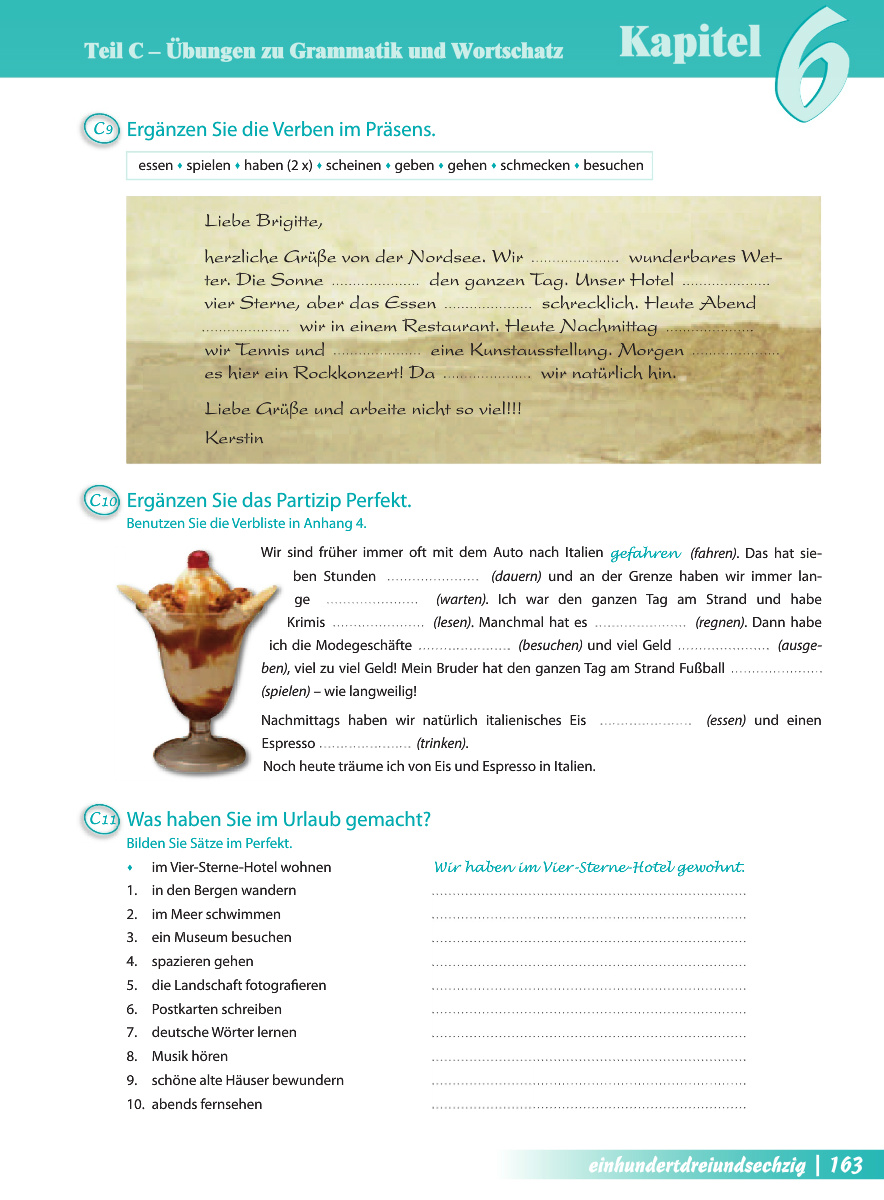 Teil C – Übungen zu Grammatik und Wortschatz Kapitel 6
C9 Ergänzen Sie die Verben im Präsens.
essen ♦ spielen ♦ haben (2 x) ♦ scheinen ♦ geben ♦ gehen ♦ schmecken ♦ besuchen
Liebe Brigitte,
herzliche Grüße von der Nordsee. Wir ..................... wunderbares Wet-
ter. Die Sonne ..................... den ganzen Tag. Unser Hotel .....................
vier Sterne, aber das Essen ..................... schrecklich. Heute Abend
..................... wir in einem Restaurant. Heute Nachmittag .....................
wir Tennis und ..................... eine Kunstausstellung. Morgen .....................
es hier ein Rockkonzert! Da ..................... wir natürlich hin.
Liebe Grüße und arbeite nicht so viel!!!
Kerstin
C10 Ergänzen Sie das Partizip Perfekt.
Benutzen Sie die Verbliste in Anhang 4.
Wir sind früher immer oft mit dem Auto nach Italien gefahren (fahren). Das hat sie-
ben Stunden ...................... (dauern) und an der Grenze haben wir immer lan-
ge ...................... (warten). Ich war den ganzen Tag am Strand und habe
Krimis ...................... (lesen). Manchmal hat es ...................... (regnen). Dann habe
ich die Modegeschäfte ...................... (besuchen) und viel Geld ...................... (ausge-
ben), viel zu viel Geld! Mein Bruder hat den ganzen Tag am Strand Fußball ......................
(spielen) – wie langweilig!
Nachmittags haben wir natürlich italienisches Eis ...................... (essen) und einen
Espresso ...................... (trinken).
Noch heute träume ich von Eis und Espresso in Italien.
C11 Was haben Sie im Urlaub gemacht?
Bilden Sie Sätze im Perfekt.
♦ im Vier-Sterne-Hotel wohnen Wir haben im Vier-Sterne-Hotel gewohnt.
1. in den Bergen wandern ......................................................................
2. im Meer schwimmen ......................................................................
3. ein Museum besuchen ......................................................................
4. spazieren gehen ......................................................................
5. die Landschaft fotografieren ......................................................................
6. Postkarten schreiben ......................................................................
7. deutsche Wörter lernen ......................................................................
8. Musik hören ......................................................................
9. schöne alte Häuser bewundern ......................................................................
10. abends fernsehen ......................................................................
einhundertdreiundsechzig | 163